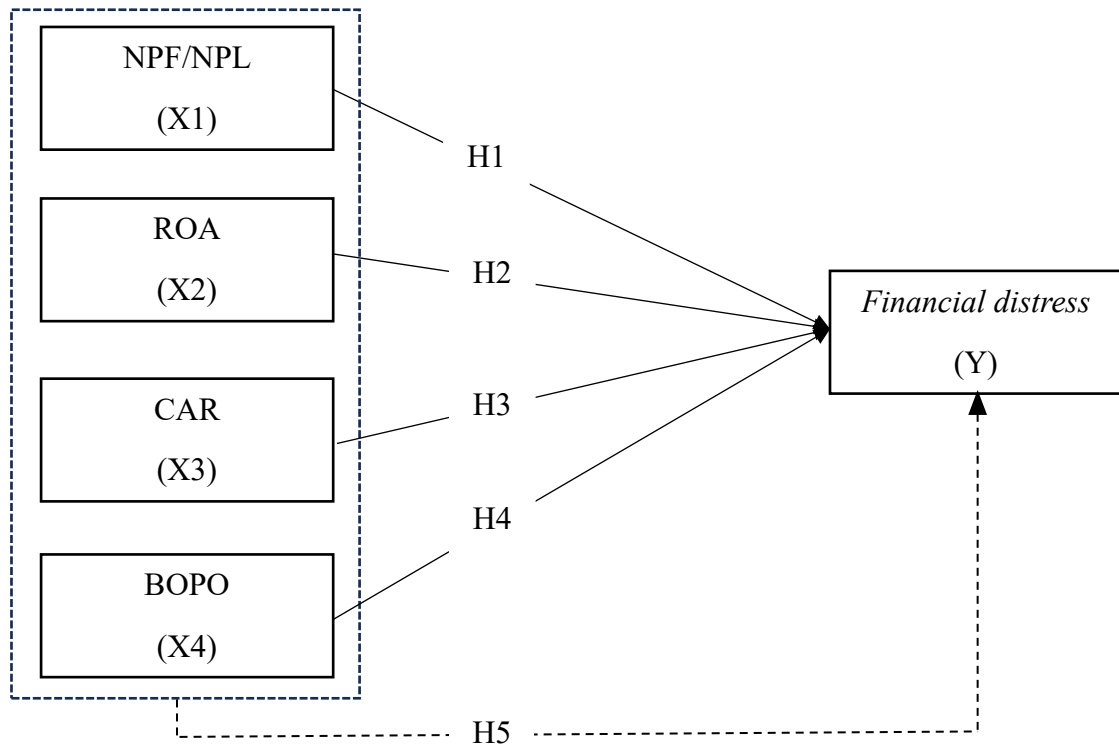 NPF/NPL
(X1)
H1
ROA
(X2)
H2
Financial distress
(Y)
CAR
(X3)
H3
H4
BOPO
(X4)
H5